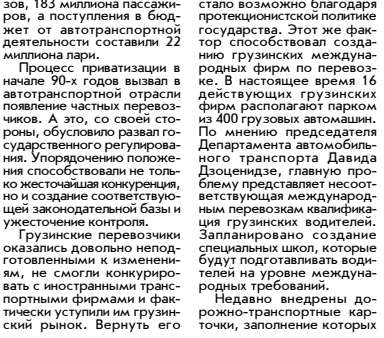 зов, 183 миллиона пассажи-
ров, а поступления в бюд-
жет от автотранспортной
деятельности составили 22
миллиона лари.
Процесс приватизации в
начале 90-х годов вызвал в
автотранспортной отрасли
появление частных перевоз-
чиков. А это, со своей сто-
роны, обусловило развал го-
сударственного регулирова-
ния. Упорядочению положе-
ния способствовали не толь-
ко жесточайшая конкуренция,
но и создание соответствую-
щей законодательной базы и
ужесточение контроля.
Грузинские перевозчики
оказались довольно непод-
готовленными к изменени-
ям, не смогли конкуриро-
вать с иностранными транс-
портными фирмами и фак-
тически уступили им грузин-
ский рынок. Вернуть его
стало возможно благодаря
протекционистской политике
государства. Этот же фак-
тор способствовал созда-
нию грузинских междуна-
родных фирм по перевоз-
ке. В настоящее время 16
действующих грузинских
фирм располагают парком
из 400 грузовых автомашин.
По мнению председателя
Департамента автомобиль-
ного транспорта Давида
Дзоценидзе, главную про-
блему представляет несоот-
ветствующая международ-
ным перевозкам квалифика-
ция грузинских водителей.
Запланировано создание
специальных школ, которые
будут подготавливать води-
телей на уровне междуна-
родных требований.
Недавно внедрены до-
рожно-транспортные кар-
точки, заполнение которых